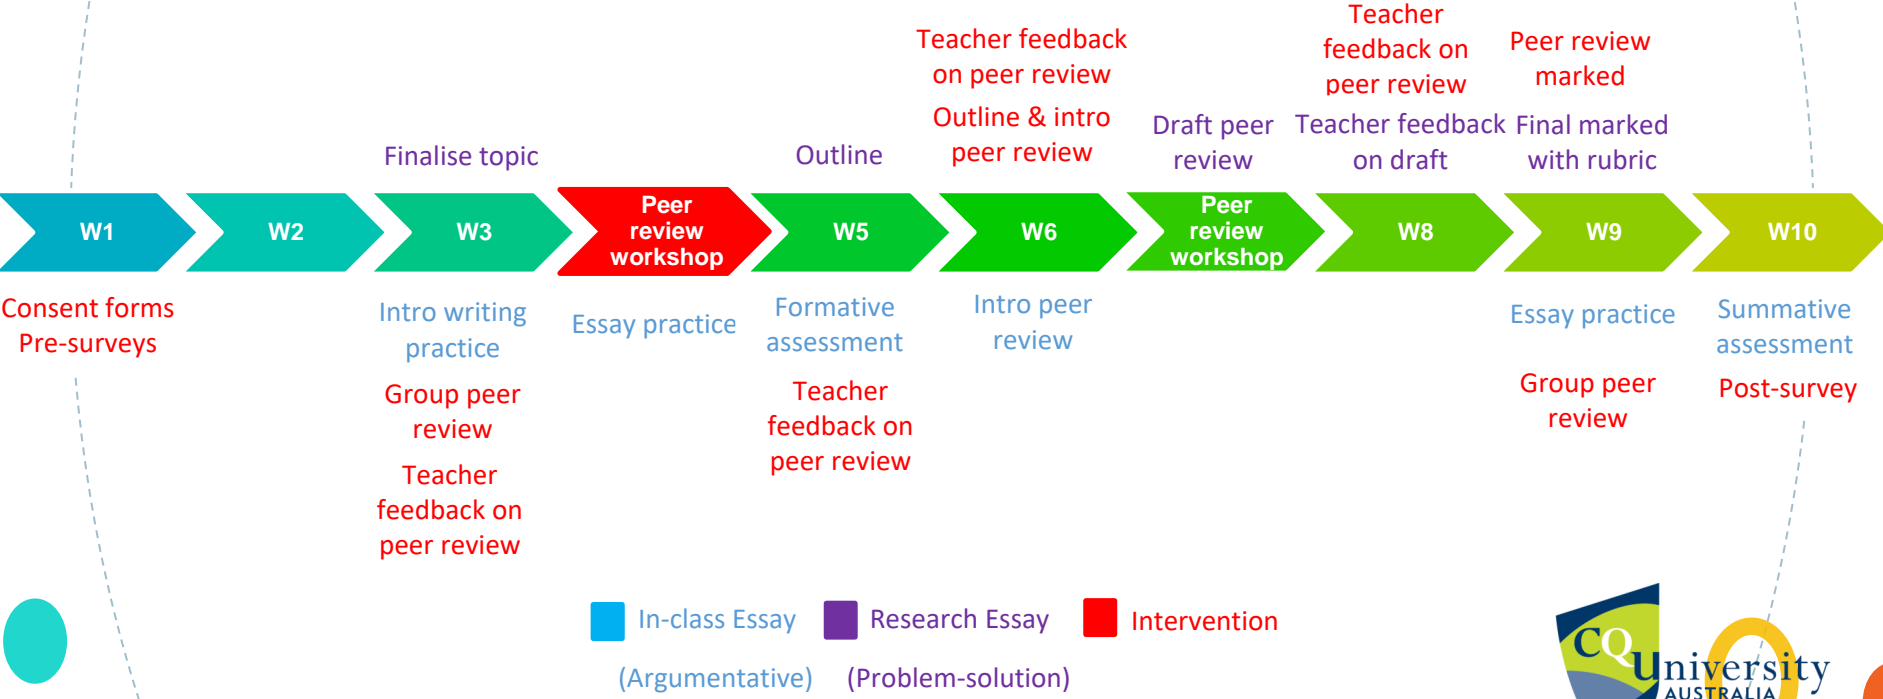 Teacher feedback
on peer review
Outline & intro
peer review
Teacher
feedback on
peer review
Peer review
marked
Finalise topic
Outline
Draft peer
review
Teacher feedback
on draft
Final marked
with rubric
W1
W2
W3
Peer
review
workshop
W5
W6
Peer
review
workshop
W8
W9
W10
Consent forms
Pre-surveys
Intro writing
practice
Group peer
review
Teacher
feedback on
peer review
Essay practice
Formative
assessment
Teacher
feedback on
peer review
Intro peer
review
Essay practice
Group peer
review
Summative
assessment
Post-survey
In-class Essay
(Argumentative)
Research Essay
(Problem-solution)
Intervention
CQUniversity
AUSTRALIA